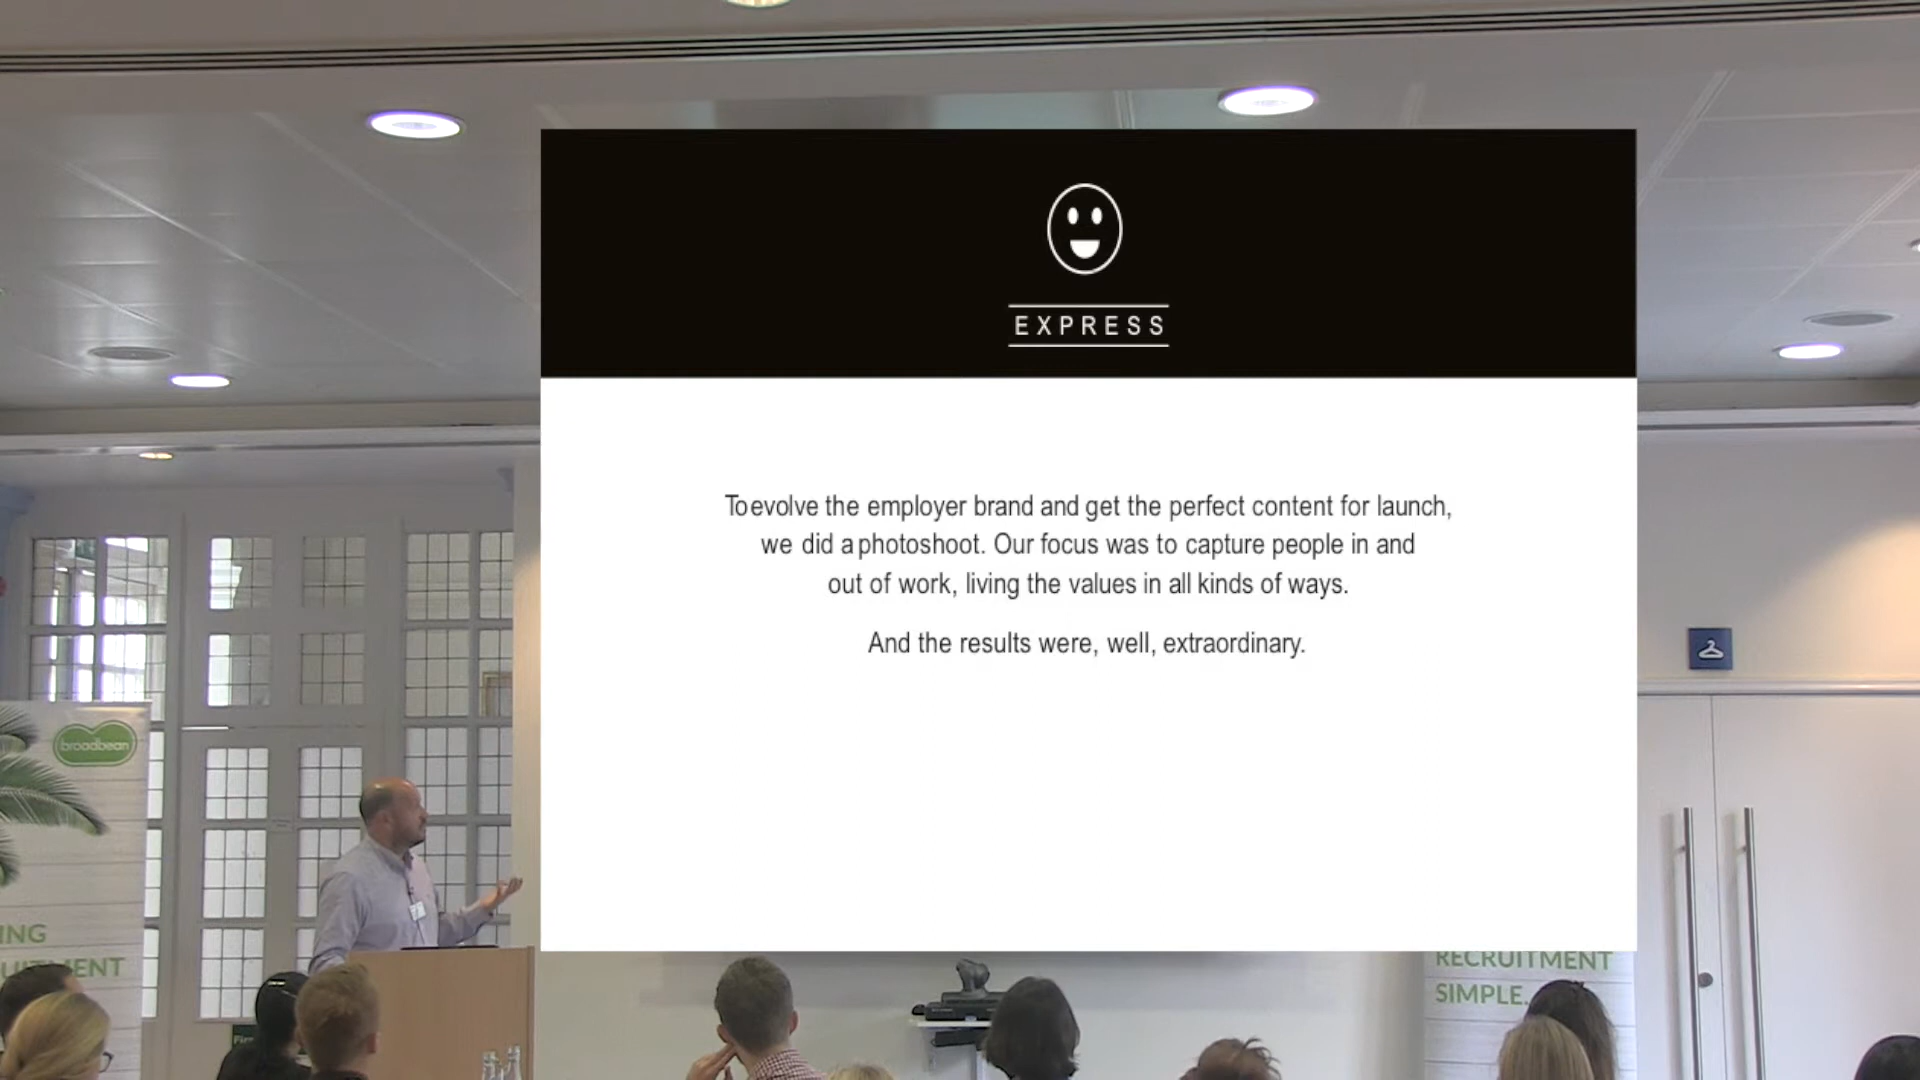 EXPRESS
To evolve the employer brand and get the perfect content for launch,
we did a photoshoot. Our focus was to capture people in and
out of work, living the values in all kinds of ways.
And the results were, well, extraordinary.
broadbean
ING
UITMENT
RECRUITMENT
SIMPLE.